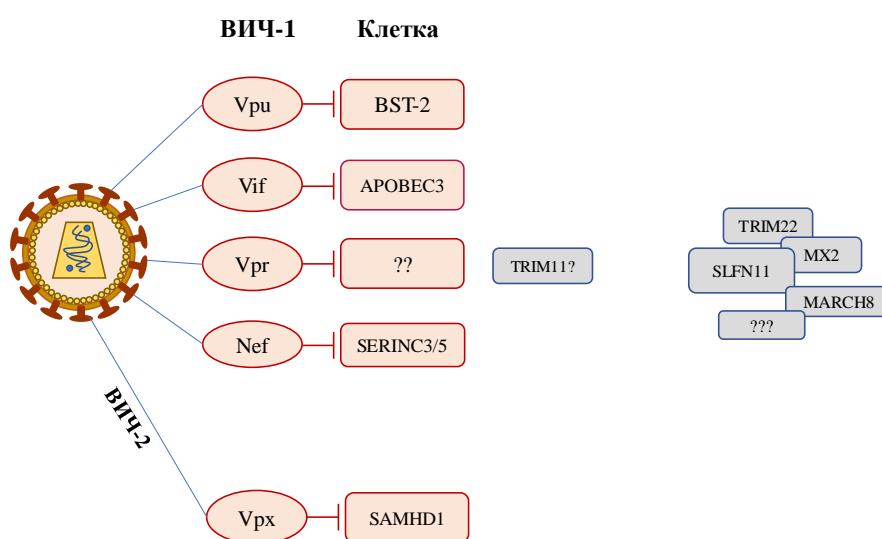 ВИЧ-1 Клетка
Vpu BST-2
Vif APOBEC3
Vpr ?? TRIM11?
Nef SERINC3/5
ВИЧ-2
Vpx SAMHD1
TRIM22
MX2
SLFN11
MARCH8
???